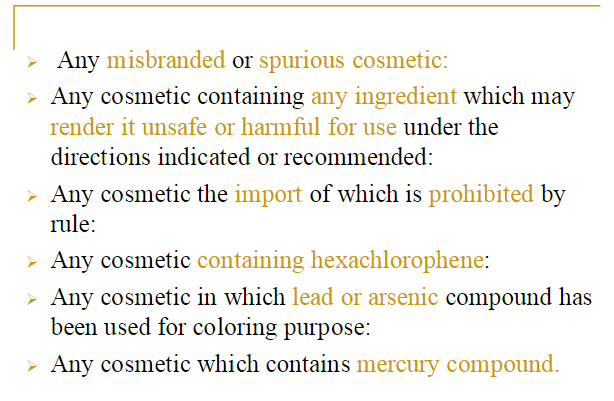 Any misbranded or spurious cosmetic:
Any cosmetic containing any ingredient which may
render it unsafe or harmful for use under the
directions indicated or recommended:
Any cosmetic the import of which is prohibited by
rule:
Any cosmetic containing hexachlorophene:
Any cosmetic in which lead or arsenic compound has
been used for coloring purpose:
Any cosmetic which contains mercury compound.